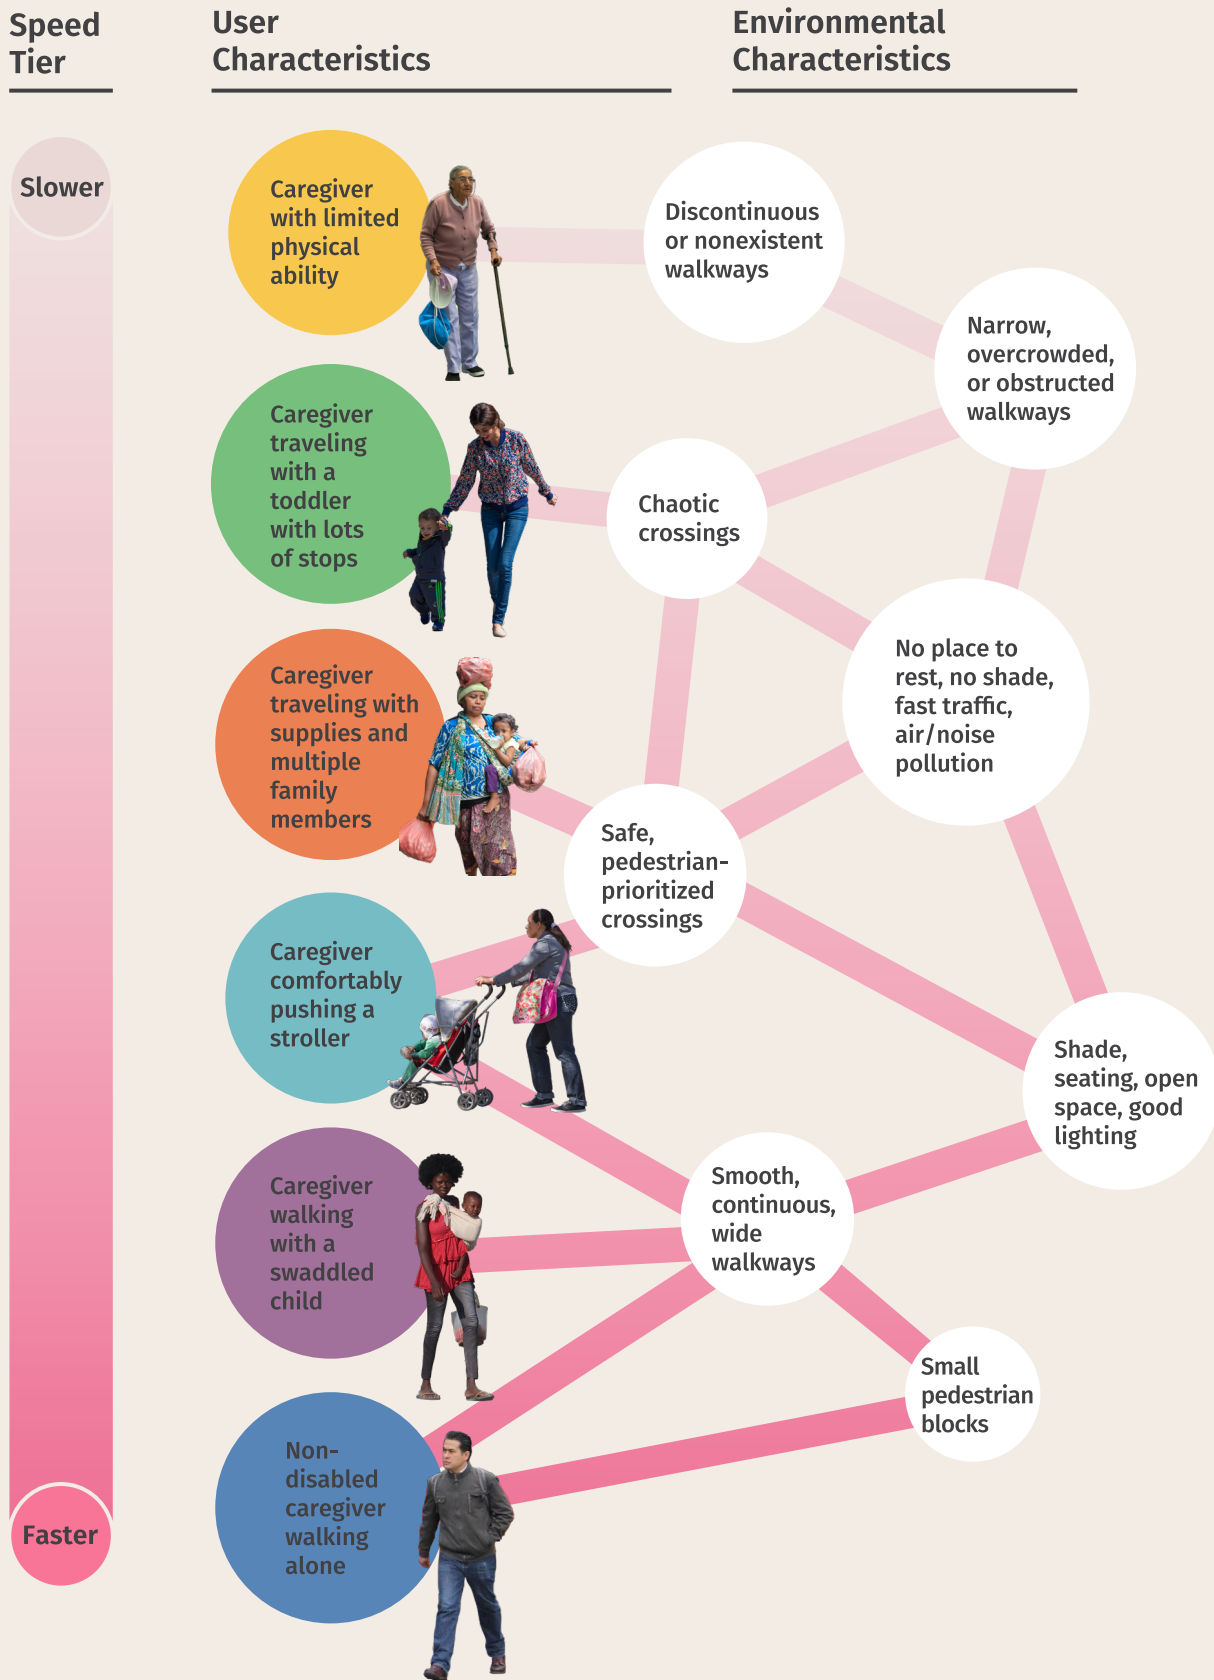 Speed
Tier
User
Characteristics
Environmental
Characteristics
Slower
Caregiver
with limited
physical
ability
Discontinuous
or nonexistent
walkways
Narrow,
overcrowded,
or obstructed
walkways
Caregiver
traveling
with a
toddler
with lots
of stops
Chaotic
crossings
No place to
rest, no shade,
fast traffic,
air/noise
pollution
Caregiver
traveling with
supplies and
multiple
family
members
Safe,
pedestrian-
prioritized
crossings
Caregiver
comfortably
pushing a
stroller
Shade,
seating, open
space, good
lighting
Caregiver
walking
with a
swaddled
child
Smooth,
continuous,
wide
walkways
Small
pedestrian
blocks
Non-
disabled
caregiver
walking
alone
Faster